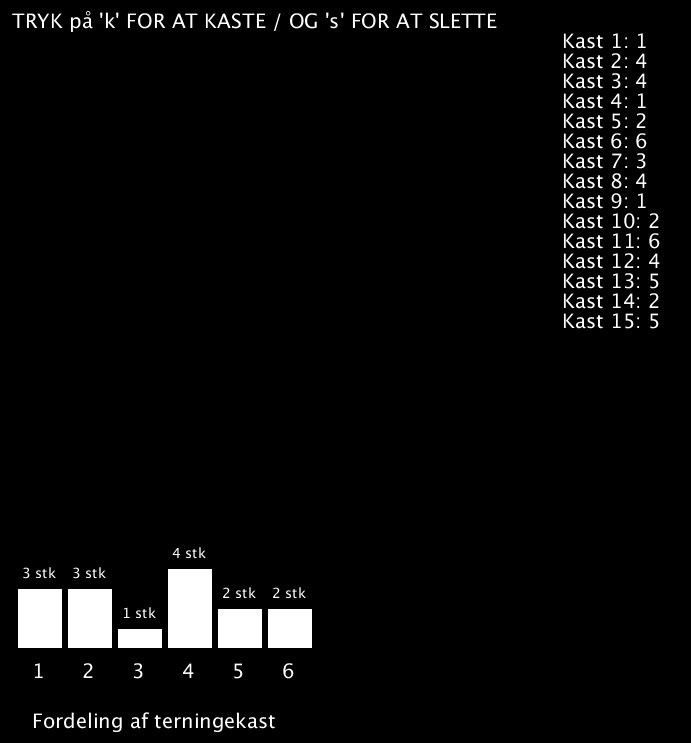 TRYK på 'k' FOR AT KASTE / OG 's' FOR AT SLETTE
Kast 1: 1
Kast 2: 4
Kast 3: 4
Kast 4: 1
Kast 5: 2
Kast 6: 6
Kast 7: 3
Kast 8: 4
Kast 9: 1
Kast 10: 2
Kast 11: 6
Kast 12: 4
Kast 13: 5
Kast 14: 2
Kast 15: 5
3 stk 3 stk 1 stk 4 stk 2 stk 2 stk
1 2 3 4 5 6
Fordeling af terningekast